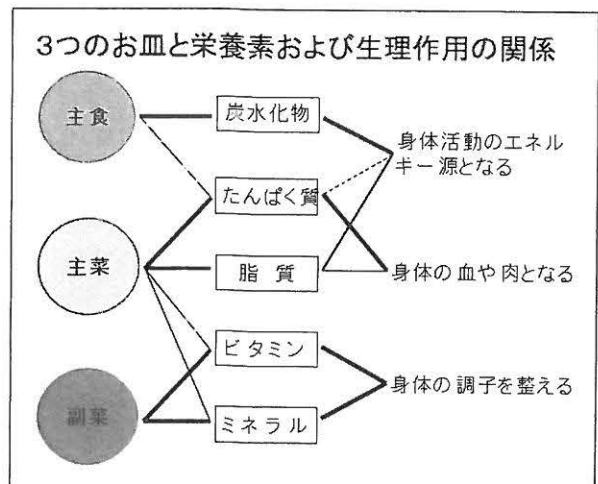 3つのお皿と栄養素および生理作用の関係
主食
炭水化物
身体活動のエネル
ギー源となる
たんぱく質
主菜
脂質
身体の血や肉となる
ビタミン
身体の調子を整える
副菜
ミネラル